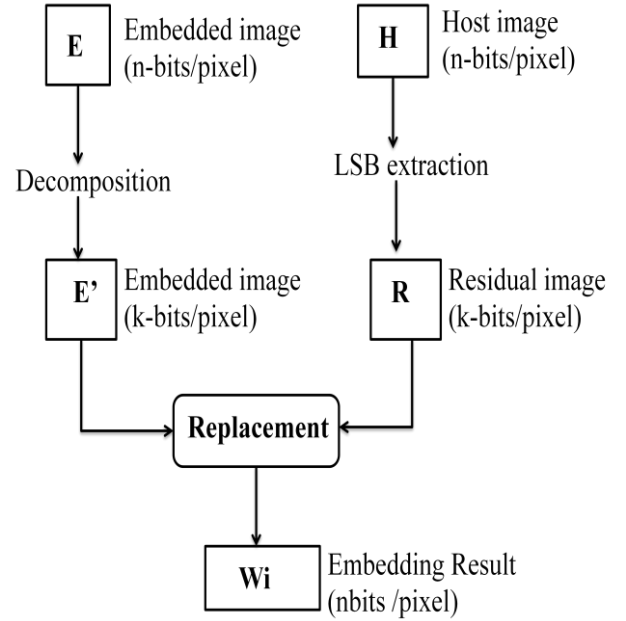 E
Embedded image
(n-bits/pixel)
H
Host image
(n-bits/pixel)
Decomposition
LSB extraction
E’
Embedded image
(k-bits/pixel)
R
Residual image
(k-bits/pixel)
Replacement
Wi
Embedding Result
(nbits /pixel)